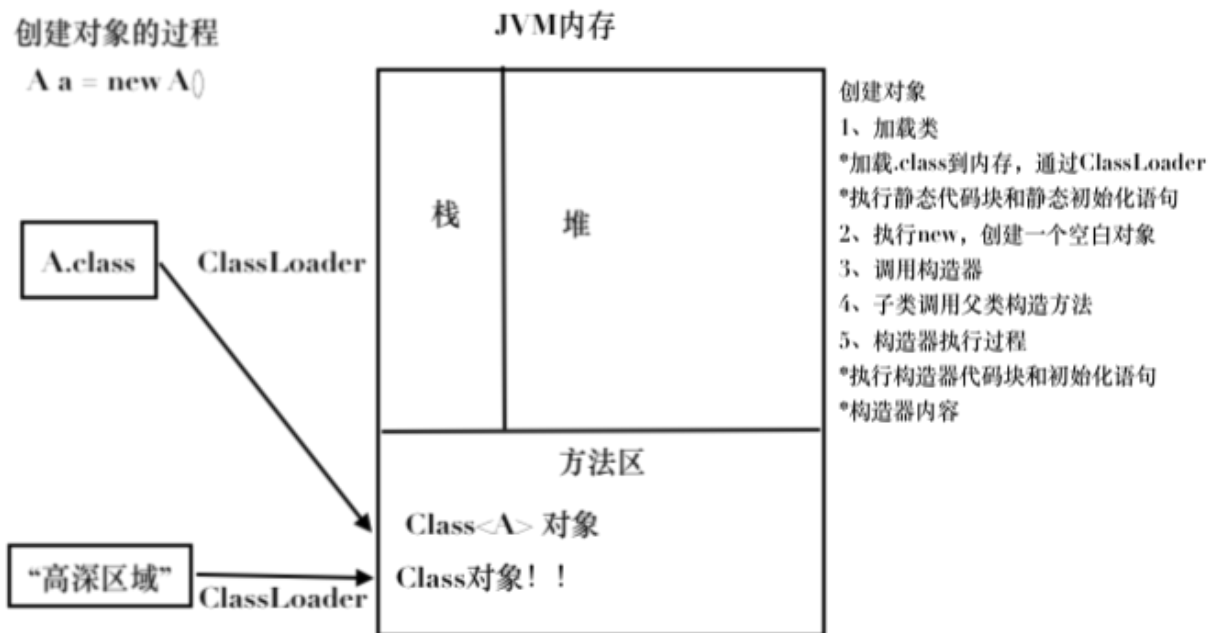 创建对象的过程
A a = new A()
JVM内存
A.class
ClassLoader
“高深区域”
ClassLoader
栈
堆
方法区
Class<A> 对象
Class对象！！
创建对象
1、加载类
*加载.class到内存，通过ClassLoader
*执行静态代码块和静态初始化语句
2、执行new，创建一个空白对象
3、调用构造器
4、子类调用父类构造方法
5、构造器执行过程
*执行构造器代码块和初始化语句
*构造器内容